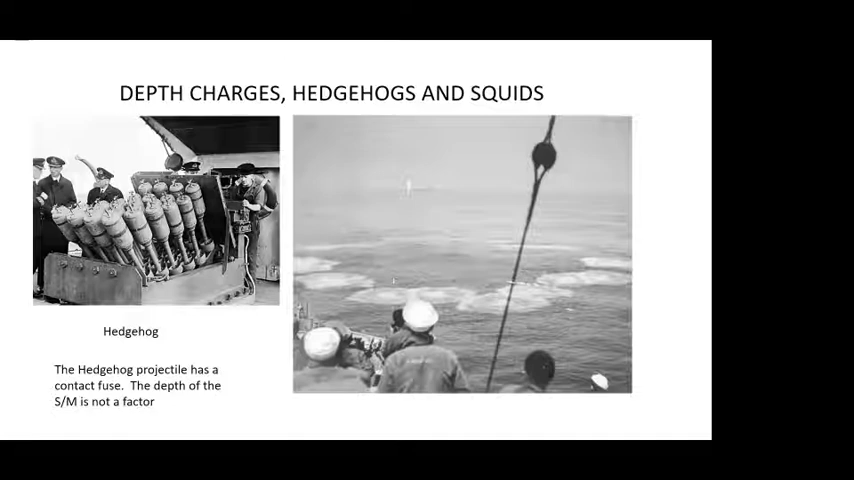 DEPTH CHARGES, HEDGEHOGS AND SQUIDS
Hedgehog
The Hedgehog projectile has a
contact fuse.  The depth of the
S/M is not a factor